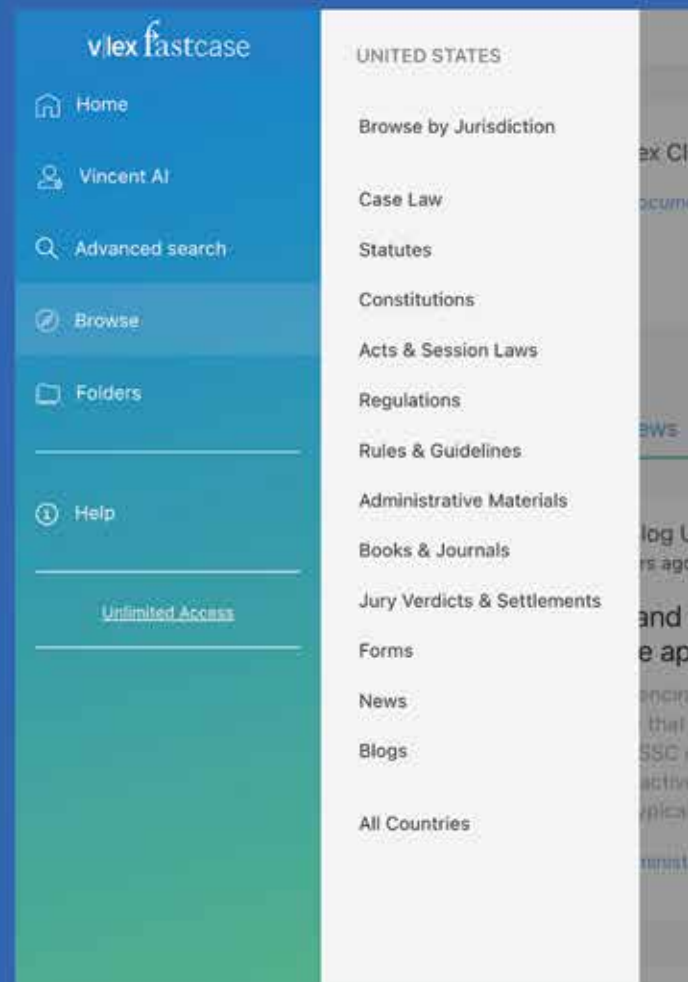 v|lex fastcase
Home
Vincent AI
Advanced search
Browse
Folders
Help
Unlimited Access
UNITED STATES
Browse by Jurisdiction
Case Law
Statutes
Constitutions
Acts & Session Laws
Regulations
Rules & Guidelines
Administrative Materials
Books & Journals
Jury Verdicts & Settlements
Forms
News
Blogs
All Countries
and